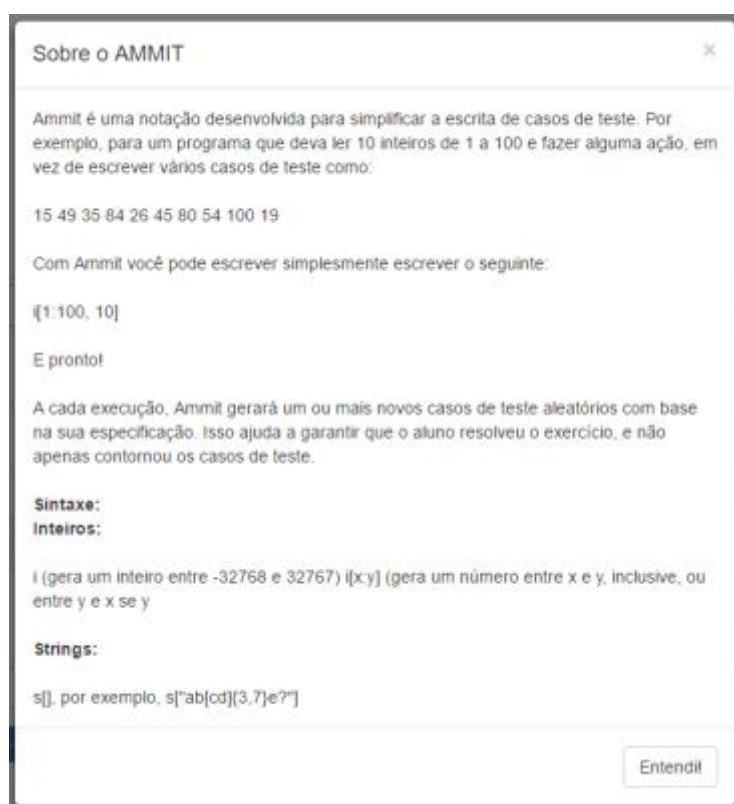 Sobre o AMMIT ×
Ammit é uma notação desenvolvida para simplificar a escrita de casos de teste. Por
exemplo, para um programa que deva ler 10 inteiros de 1 a 100 e fazer alguma ação, em
vez de escrever vários casos de teste como:
15 49 35 84 26 45 80 54 100 19
Com Ammit você pode escrever simplesmente escrever o seguinte:
i[1:100, 10]
E pronto!
A cada execução, Ammit gerará um ou mais novos casos de teste aleatórios com base
na sua especificação. Isso ajuda a garantir que o aluno resolveu o exercício, e não
apenas contornou os casos de teste.
Sintaxe:
Inteiros:
i (gera um inteiro entre -32768 e 32767) i[x:y] (gera um número entre x e y, inclusive, ou
entre y e x se y
Strings:
s[], por exemplo, s["ab[cd]{3,7}e?"]
Entendi!